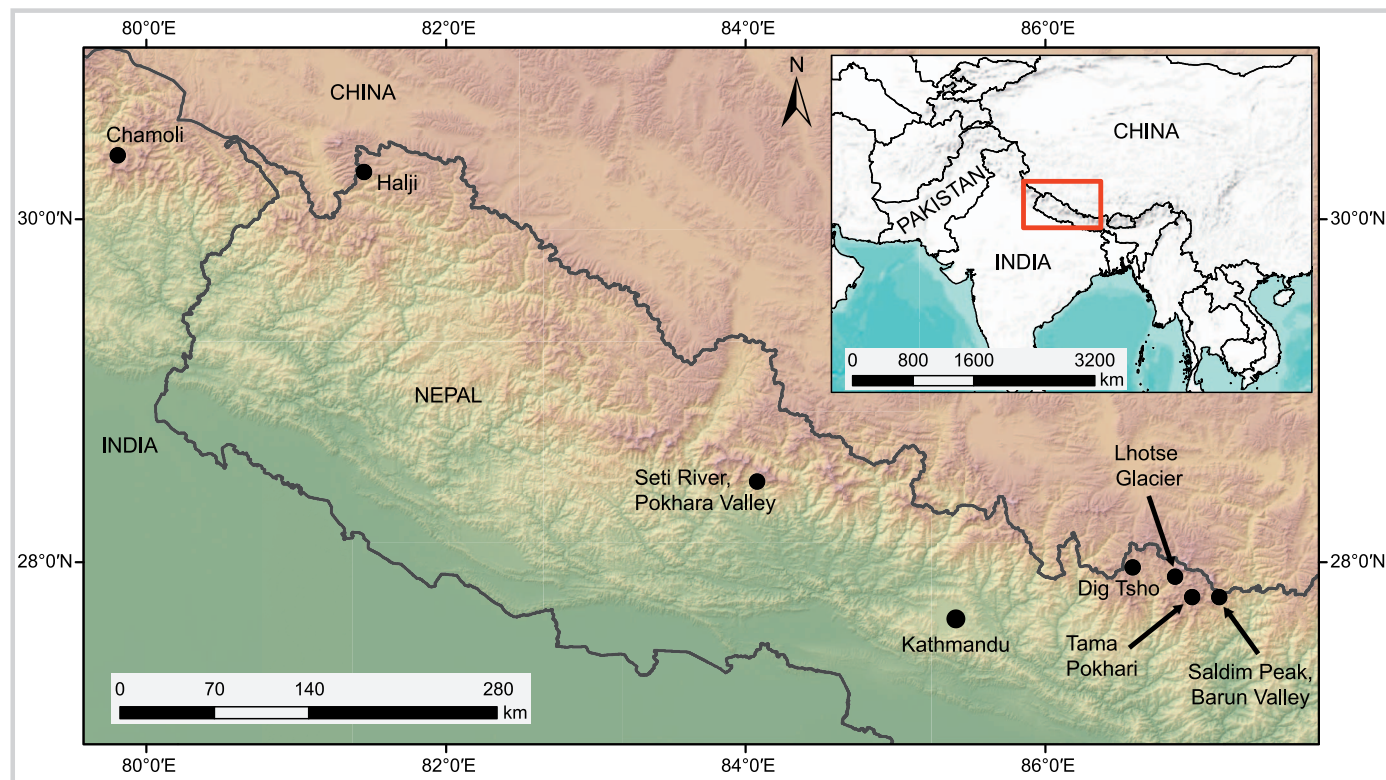 80°0′E
82°0′E
84°0′E
86°0′E
N
CHINA
Chamoli
Halji
30°0′N
30°0′N
CHINA
PAKISTAN
INDIA
0
800
1600
3200
km
NEPAL
INDIA
Seti River,
Pokhara Valley
Lhotse
Glacier
28°0′N
28°0′N
Dig Tsho
Kathmandu
Tama
Pokhari
Saldim Peak,
Barun Valley
0
70
140
280
km
80°0′E
82°0′E
84°0′E
86°0′E